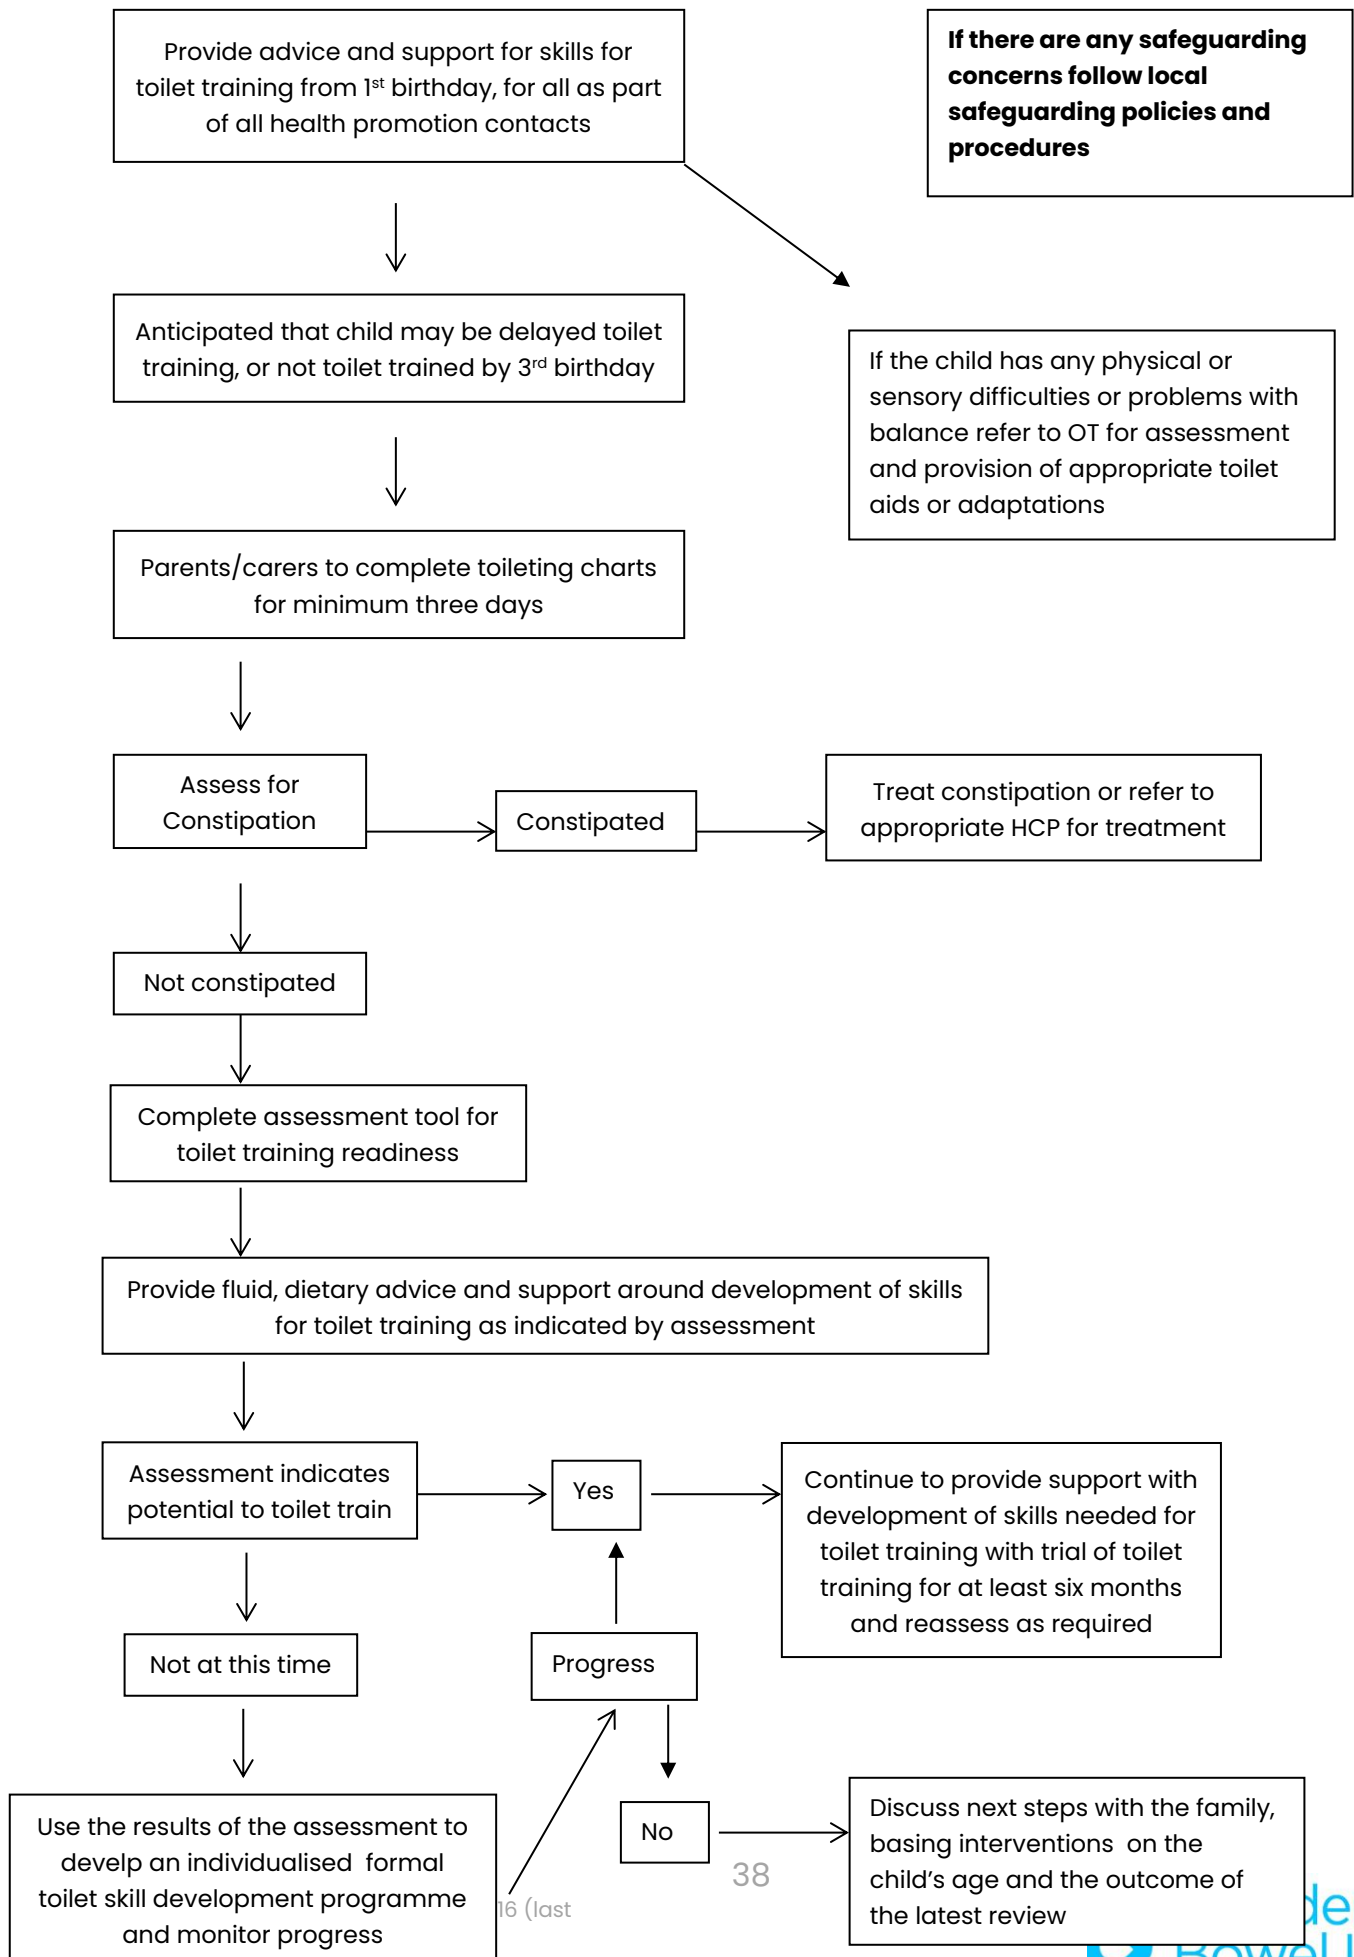 Provide advice and support for skills for
toilet training from 1st birthday, for all as part
of all health promotion contacts
If there are any safeguarding
concerns follow local
safeguarding policies and
procedures
Anticipated that child may be delayed toilet
training, or not toilet trained by 3rd birthday
If the child has any physical or
sensory difficulties or problems with
balance refer to OT for assessment
and provision of appropriate toilet
aids or adaptations
Parents/carers to complete toileting charts
for minimum three days
Assess for
Constipation
Constipated
Treat constipation or refer to
appropriate HCP for treatment
Not constipated
Complete assessment tool for
toilet training readiness
Provide fluid, dietary advice and support around development of skills
for toilet training as indicated by assessment
Assessment indicates
potential to toilet train
Yes
Continue to provide support with
development of skills needed for
toilet training with trial of toilet
training for at least six months
and reassess as required
Not at this time
Progress
Use the results of the assessment to
develp an individualised formal
toilet skill development programme
and monitor progress
No
Discuss next steps with the family,
basing interventions on the
child's age and the outcome of
the latest review
38
16 (last
de